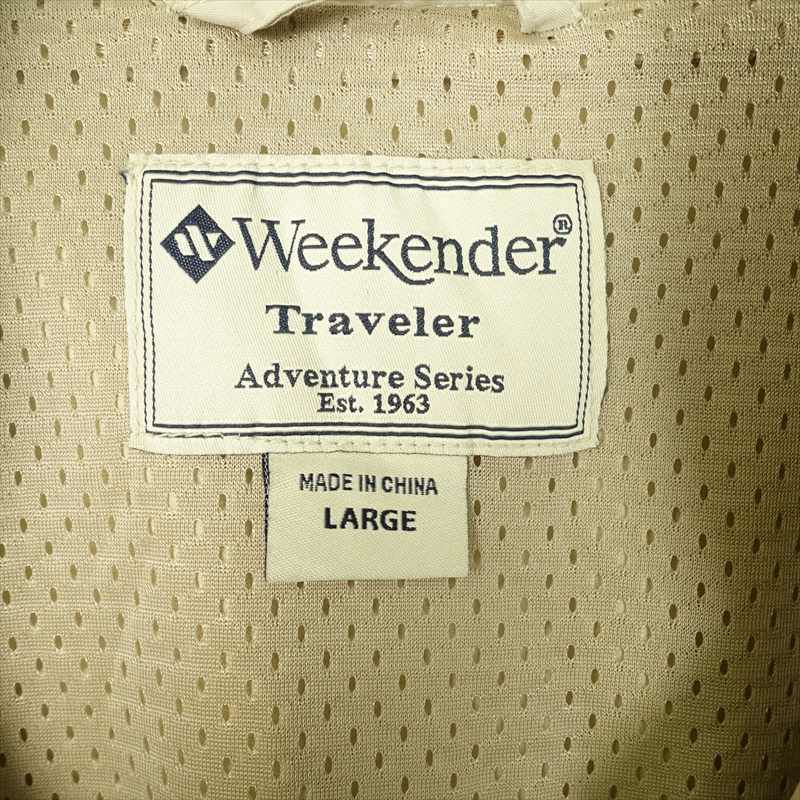 Weekender®
Traveler
Adventure Series
Est. 1963
MADE IN CHINA
LARGE